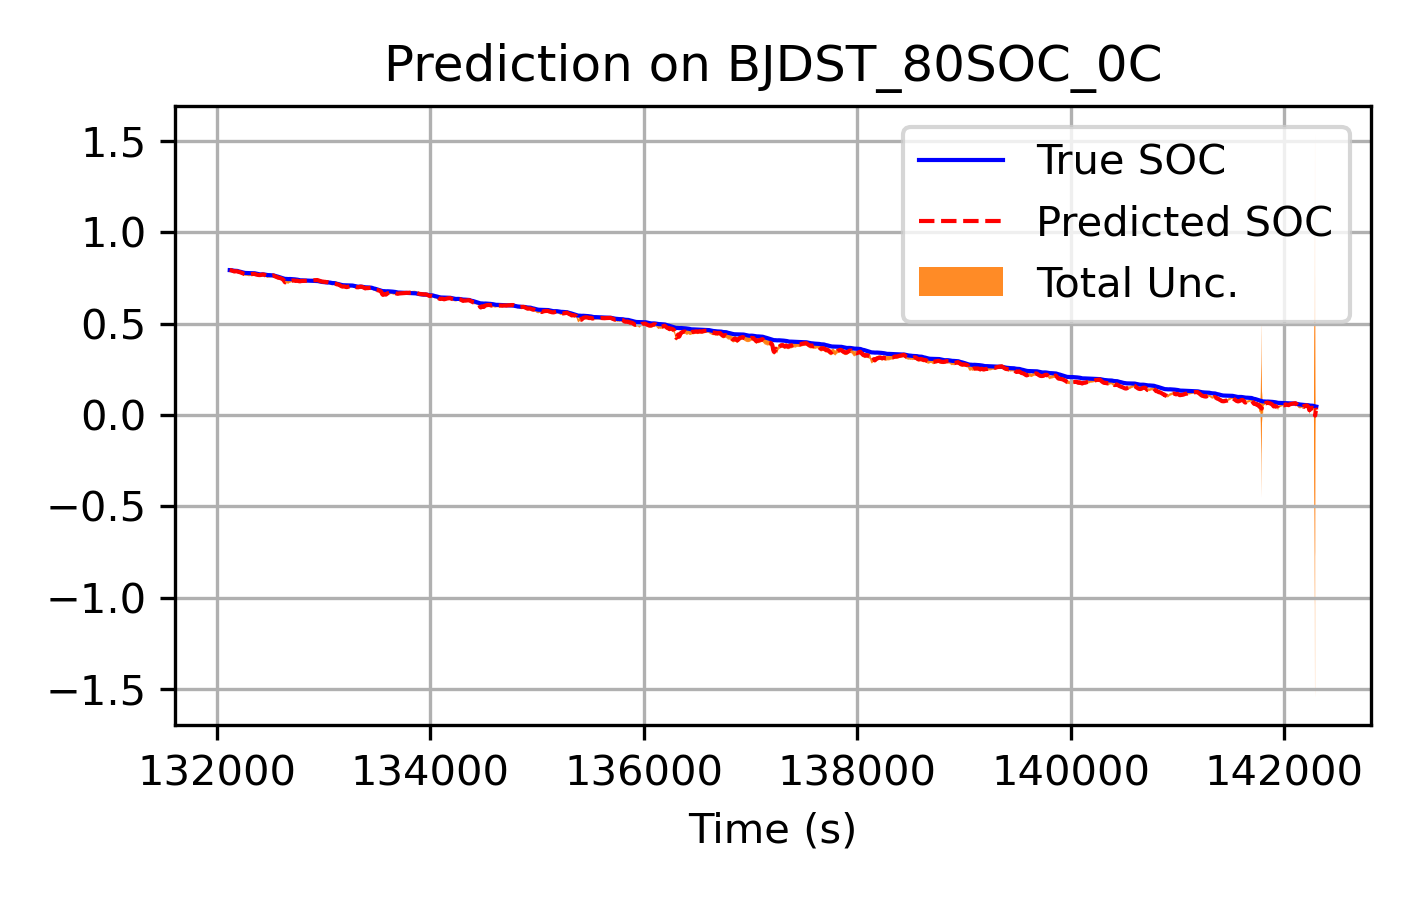 Prediction on BJDST_80SOC_0C
1.5
1.0
0.5
0.0
−0.5
−1.0
−1.5
True SOC
Predicted SOC
Total Unc.
132000 134000 136000 138000 140000 142000
Time (s)